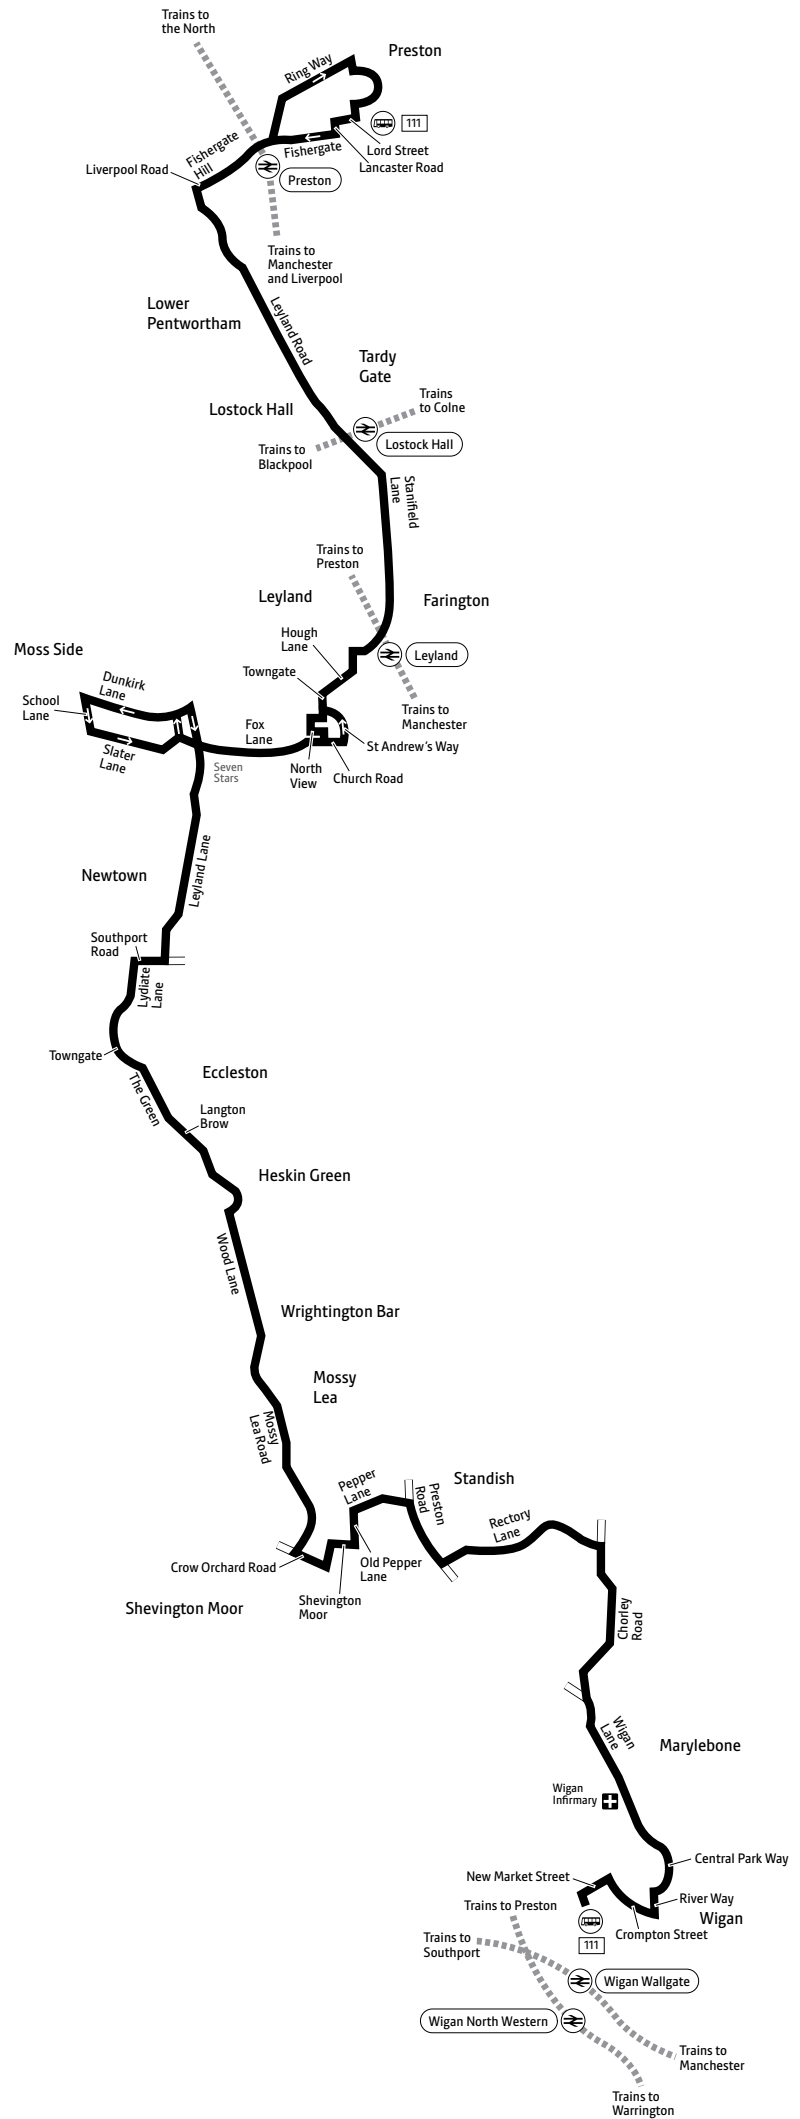 Trains to
the North
Preston
Ring Way
111
Fishergate
Hill
Fishergate
Lord Street
Lancaster Road
Liverpool Road
Preston
Trains to
Manchester
and Liverpool
Lower
Pentwortham
Leyland Road
Tardy
Gate
Trains
to Colne
Lostock Hall
Lostock Hall
Trains to
Blackpool
Stanifield
Lane
Trains to
Preston
Leyland
Farington
Hough
Lane
Moss Side
Leyland
Towngate
Dunkirk
Lane
School
Lane
Trains to
Manchester
Fox
Lane
St Andrew's Way
Slater
Lane
Seven
Stars
North
View
Church Road
Leyland Lane
Newtown
Southport
Road
Lydiate
Lane
Towngate
Eccleston
The Green
Langton
Brow
Heskin Green
Wood Lane
Wrightington Bar
Mossy
Lea
Mossy
Lea Road
Pepper
Lane
Standish
Preston
Road
Rectory
Lane
Crow Orchard Road
Old Pepper
Lane
Shevington
Moor
Shevington Moor
Chorley
Road
Wigan
Lane
Marylebone
Wigan
Infirmary
Central Park Way
New Market Street
River Way
Trains to Preston
Wigan
Crompton Street
Trains to
Southport
111
Wigan Wallgate
Wigan North Western
Trains to
Manchester
Trains to
Warrington